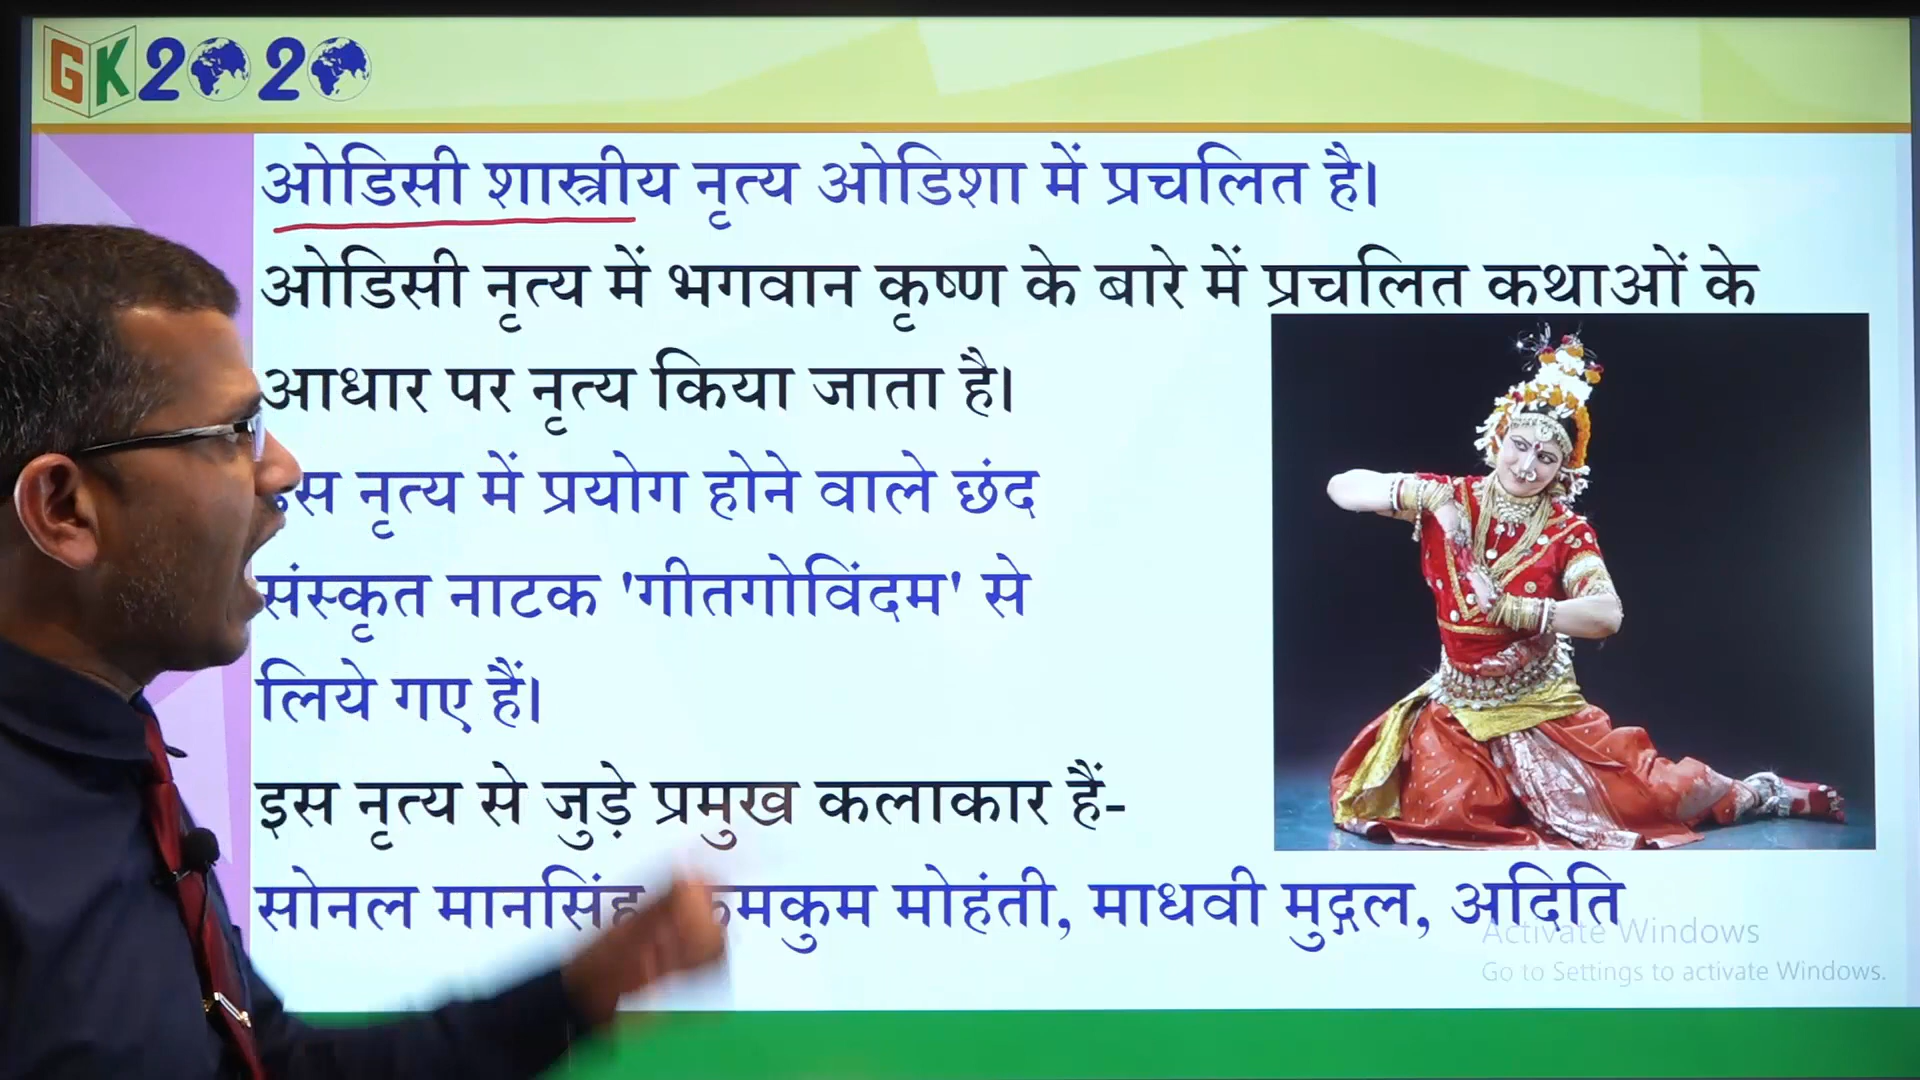 GK2020
ओडिसी शास्त्रीय नृत्य ओडिशा में प्रचलित है।
ओडिसी नृत्य में भगवान कृष्ण के बारे में प्रचलित कथाओं के
आधार पर नृत्य किया जाता है।
नृत्य में प्रयोग होने वाले छंद
संस्कृत नाटक 'गीतगोविंदम' से
लिये गए हैं।
इस नृत्य से जुड़े प्रमुख कलाकार हैं-
सोनल मानसिंह मोहंती, माधवी मुद्गल, अदिति
Activate Windows
Go to Settings to activate Windows.